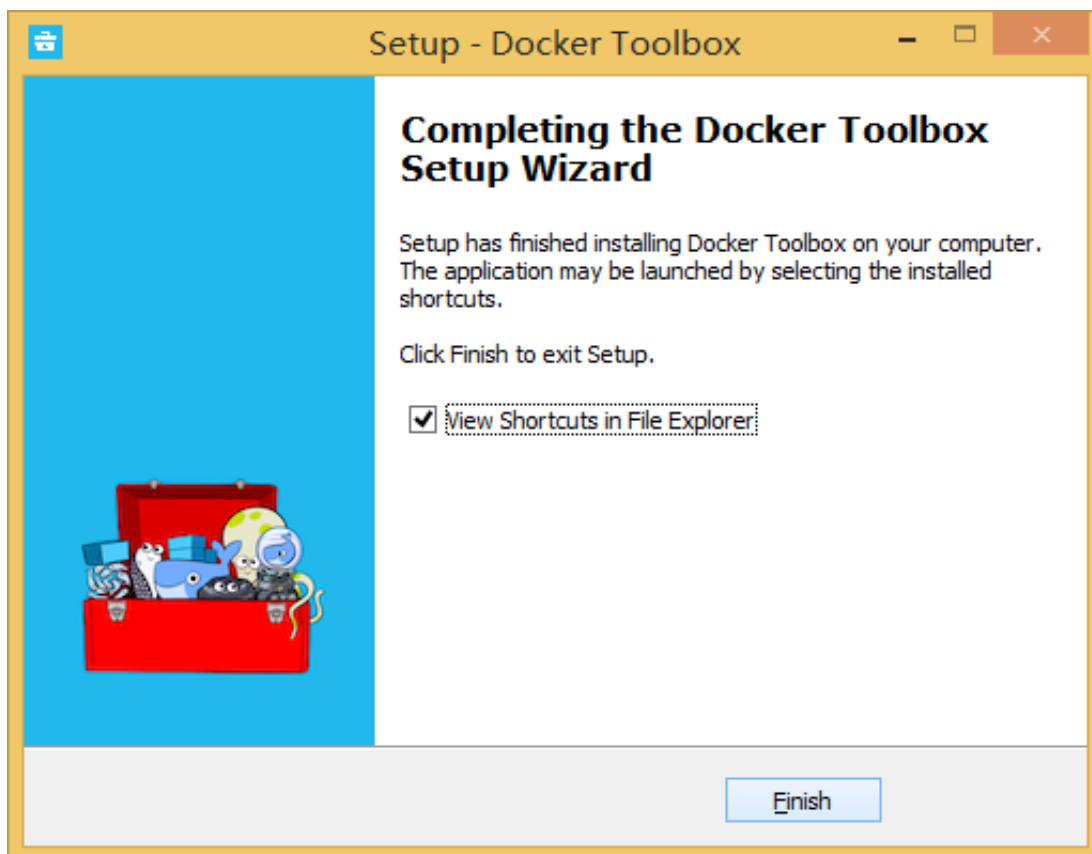 Setup - Docker Toolbox
Completing the Docker Toolbox
Setup Wizard
Setup has finished installing Docker Toolbox on your computer.
The application may be launched by selecting the installed
shortcuts.
Click Finish to exit Setup.
View Shortcuts in File Explorer
Finish